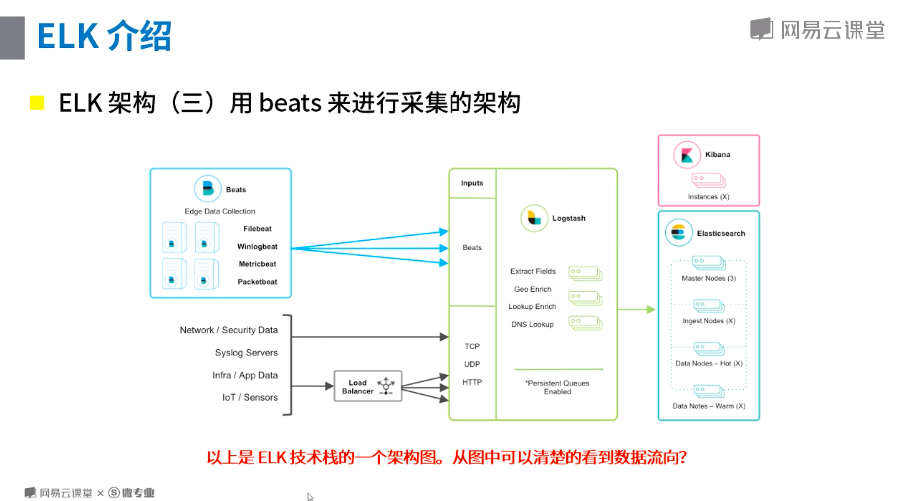 ELK 介绍
网易云课堂
ELK 架构（三）用 beats 来进行采集的架构
Beats
Edge Data Collection
Filebeat
Winlogbeat
Metricbeat
Packetbeat
Network / Security Data
Syslog Servers
Infra / App Data
IoT / Sensors
Load
Balancer
Inputs
Beats
TCP
UDP
HTTP
Logstash
Extract Fields
Geo Enrich
Lookup Enrich
DNS Lookup
*Persistent Queues
Enabled
Kibana
Instances (X)
Elasticsearch
Master Nodes (3)
Ingest Nodes (X)
Data Nodes – Hot (X)
Data Notes – Warm (X)
以上是 ELK 技术栈的一个架构图。从图中可以清楚的看到数据流向?
网易云课堂 × S 微专业